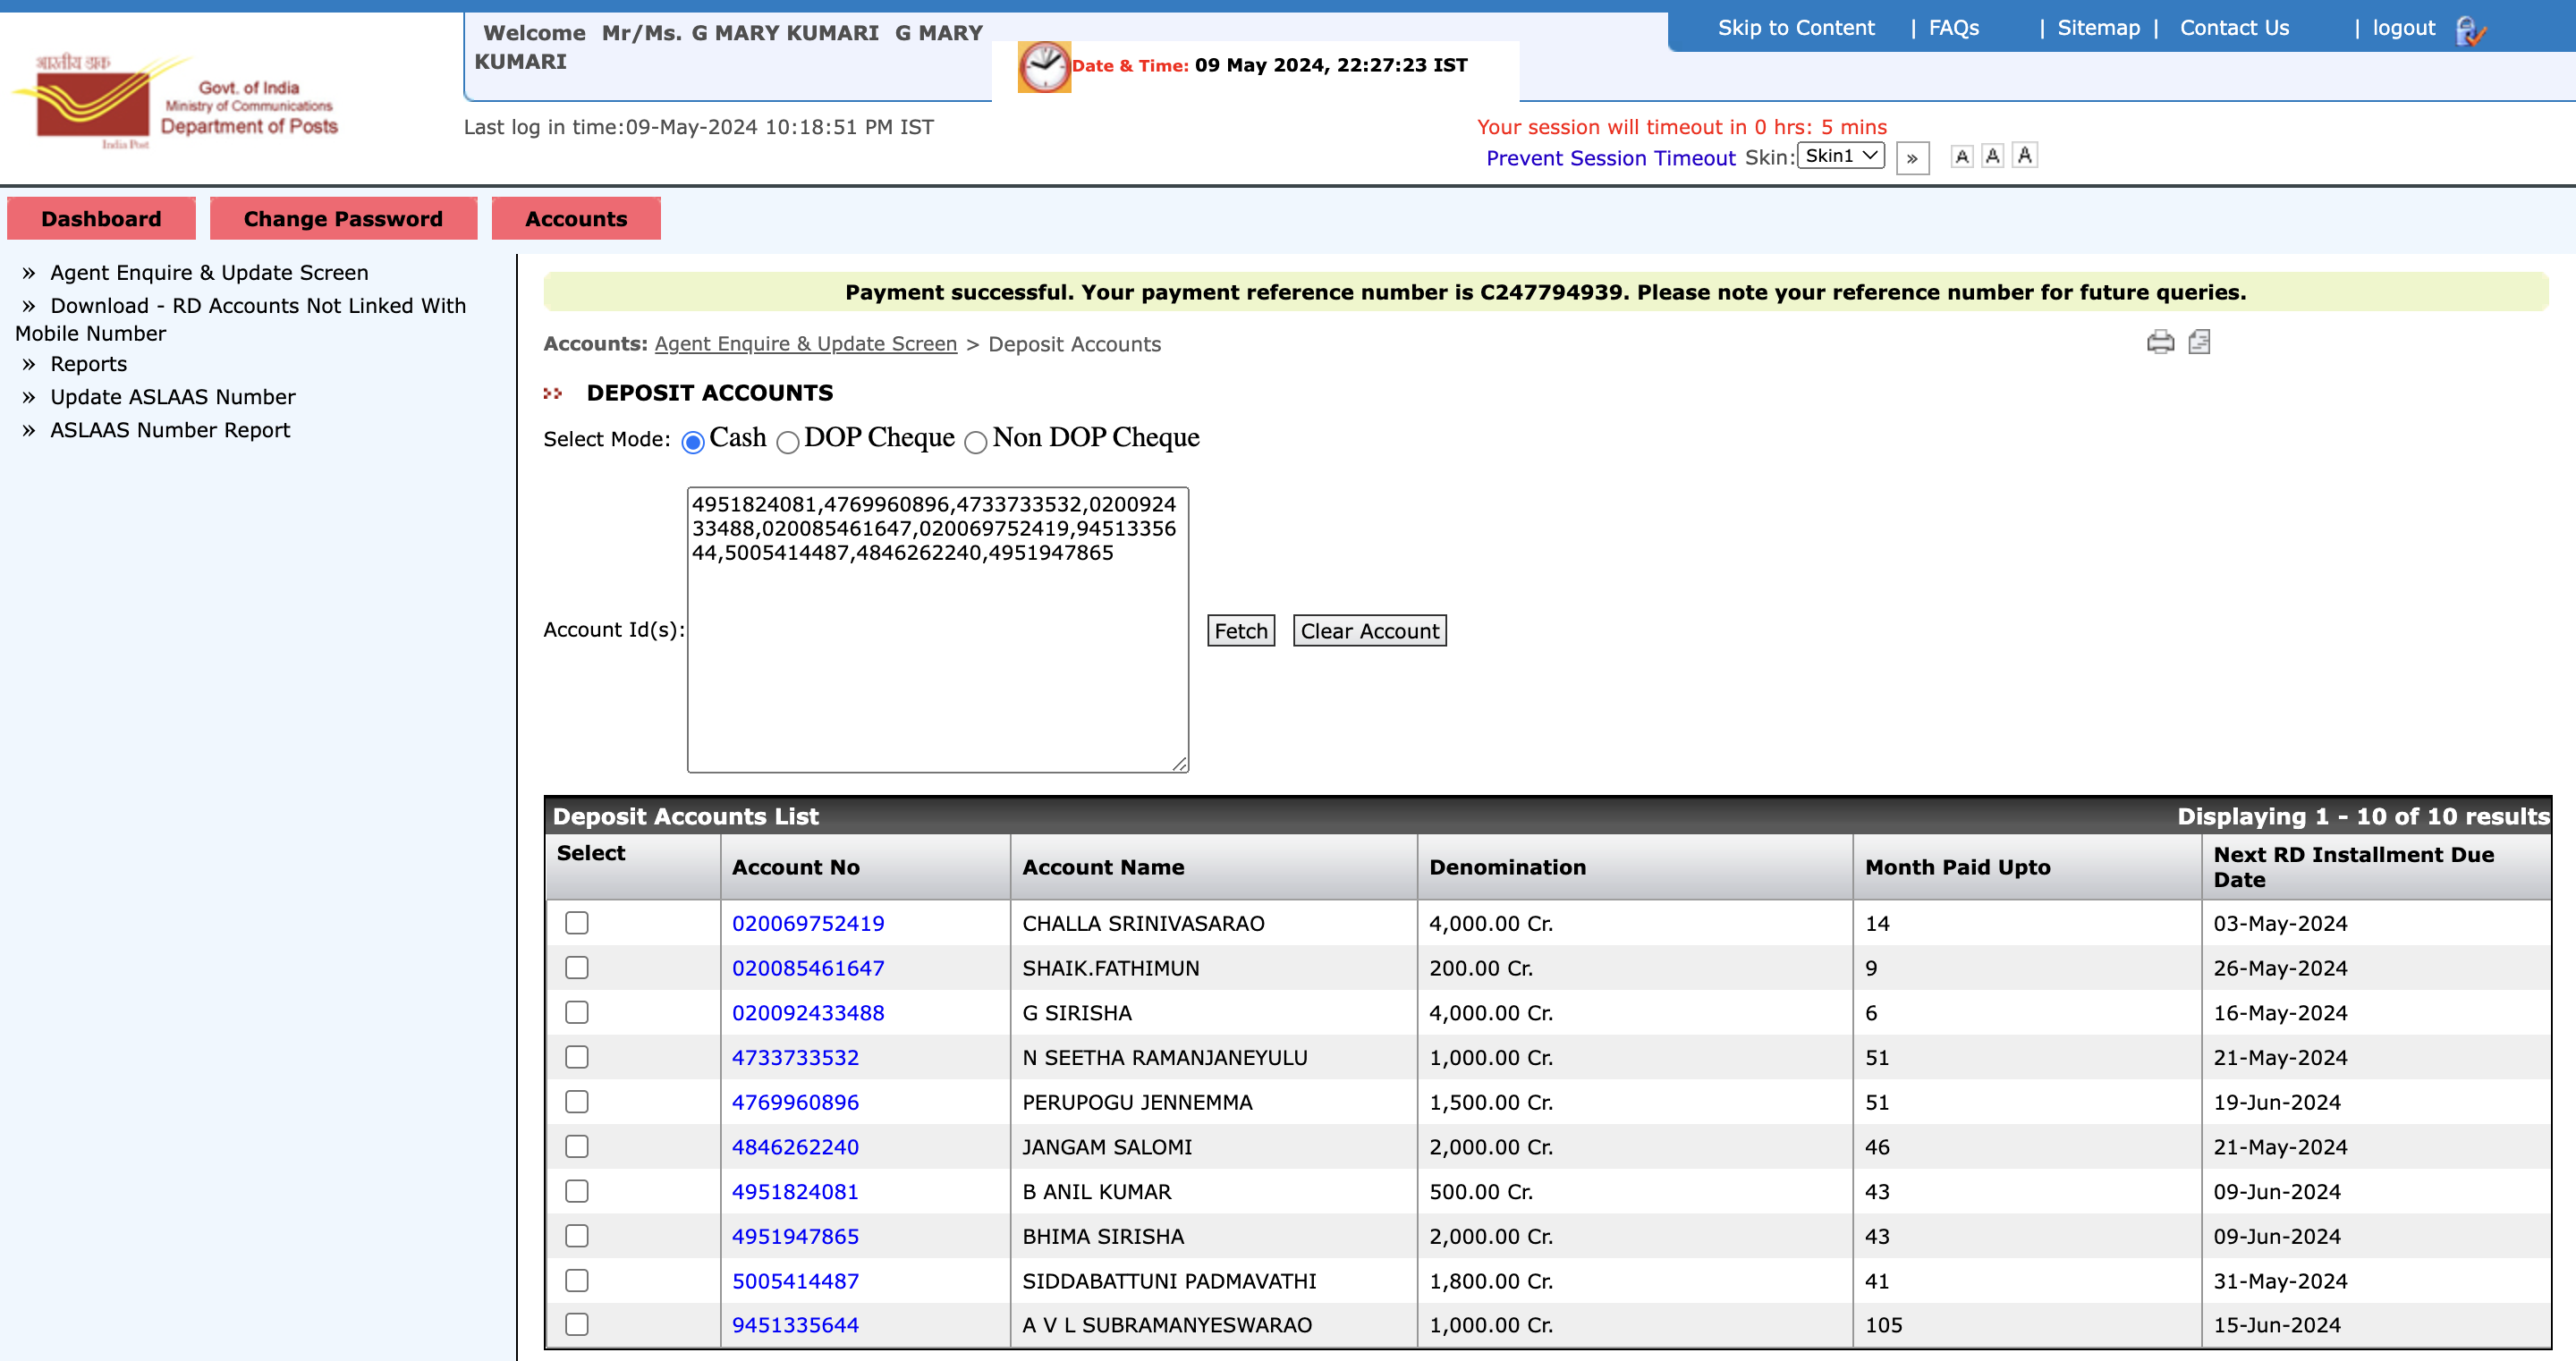 Skip to Content | FAQs | Sitemap | Contact Us | logout
Welcome Mr/Ms. G MARY KUMARI G MARY
KUMARI
Date & Time: 09 May 2024, 22:27:23 IST
भारतीय डाक
Govt. of India
Ministry of Communications
Department of Posts
India Post
Last log in time:09-May-2024 10:18:51 PM IST
Your session will timeout in 0 hrs: 5 mins
Prevent Session Timeout Skin: Skin1 » A A A
Dashboard Change Password Accounts
» Agent Enquire & Update Screen
» Download - RD Accounts Not Linked With
Mobile Number
» Reports
» Update ASLAAS Number
» ASLAAS Number Report
Payment successful. Your payment reference number is C247794939. Please note your reference number for future queries.
Accounts: Agent Enquire & Update Screen > Deposit Accounts
DEPOSIT ACCOUNTS
Select Mode: Cash DOP Cheque Non DOP Cheque
4951824081,4769960896,4733733532,0200924
33488,020085461647,020069752419,94513356
44,5005414487,4846262240,4951947865
Account Id(s): Fetch Clear Account
Deposit Accounts List Displaying 1 - 10 of 10 results
Select Account No Account Name Denomination Month Paid Upto Next RD Installment Due
Date
020069752419 CHALLA SRINIVASARAO 4,000.00 Cr. 14 03-May-2024
020085461647 SHAIK.FATHIMUN 200.00 Cr. 9 26-May-2024
020092433488 G SIRISHA 4,000.00 Cr. 6 16-May-2024
4733733532 N SEETHA RAMANJANEYULU 1,000.00 Cr. 51 21-May-2024
4769960896 PERUPOGU JENNEMMA 1,500.00 Cr. 51 19-Jun-2024
4846262240 JANGAM SALOMI 2,000.00 Cr. 46 21-May-2024
4951824081 B ANIL KUMAR 500.00 Cr. 43 09-Jun-2024
4951947865 BHIMA SIRISHA 2,000.00 Cr. 43 09-Jun-2024
5005414487 SIDDABATTUNI PADMAVATHI 1,800.00 Cr. 41 31-May-2024
9451335644 A V L SUBRAMANYESWARAO 1,000.00 Cr. 105 15-Jun-2024